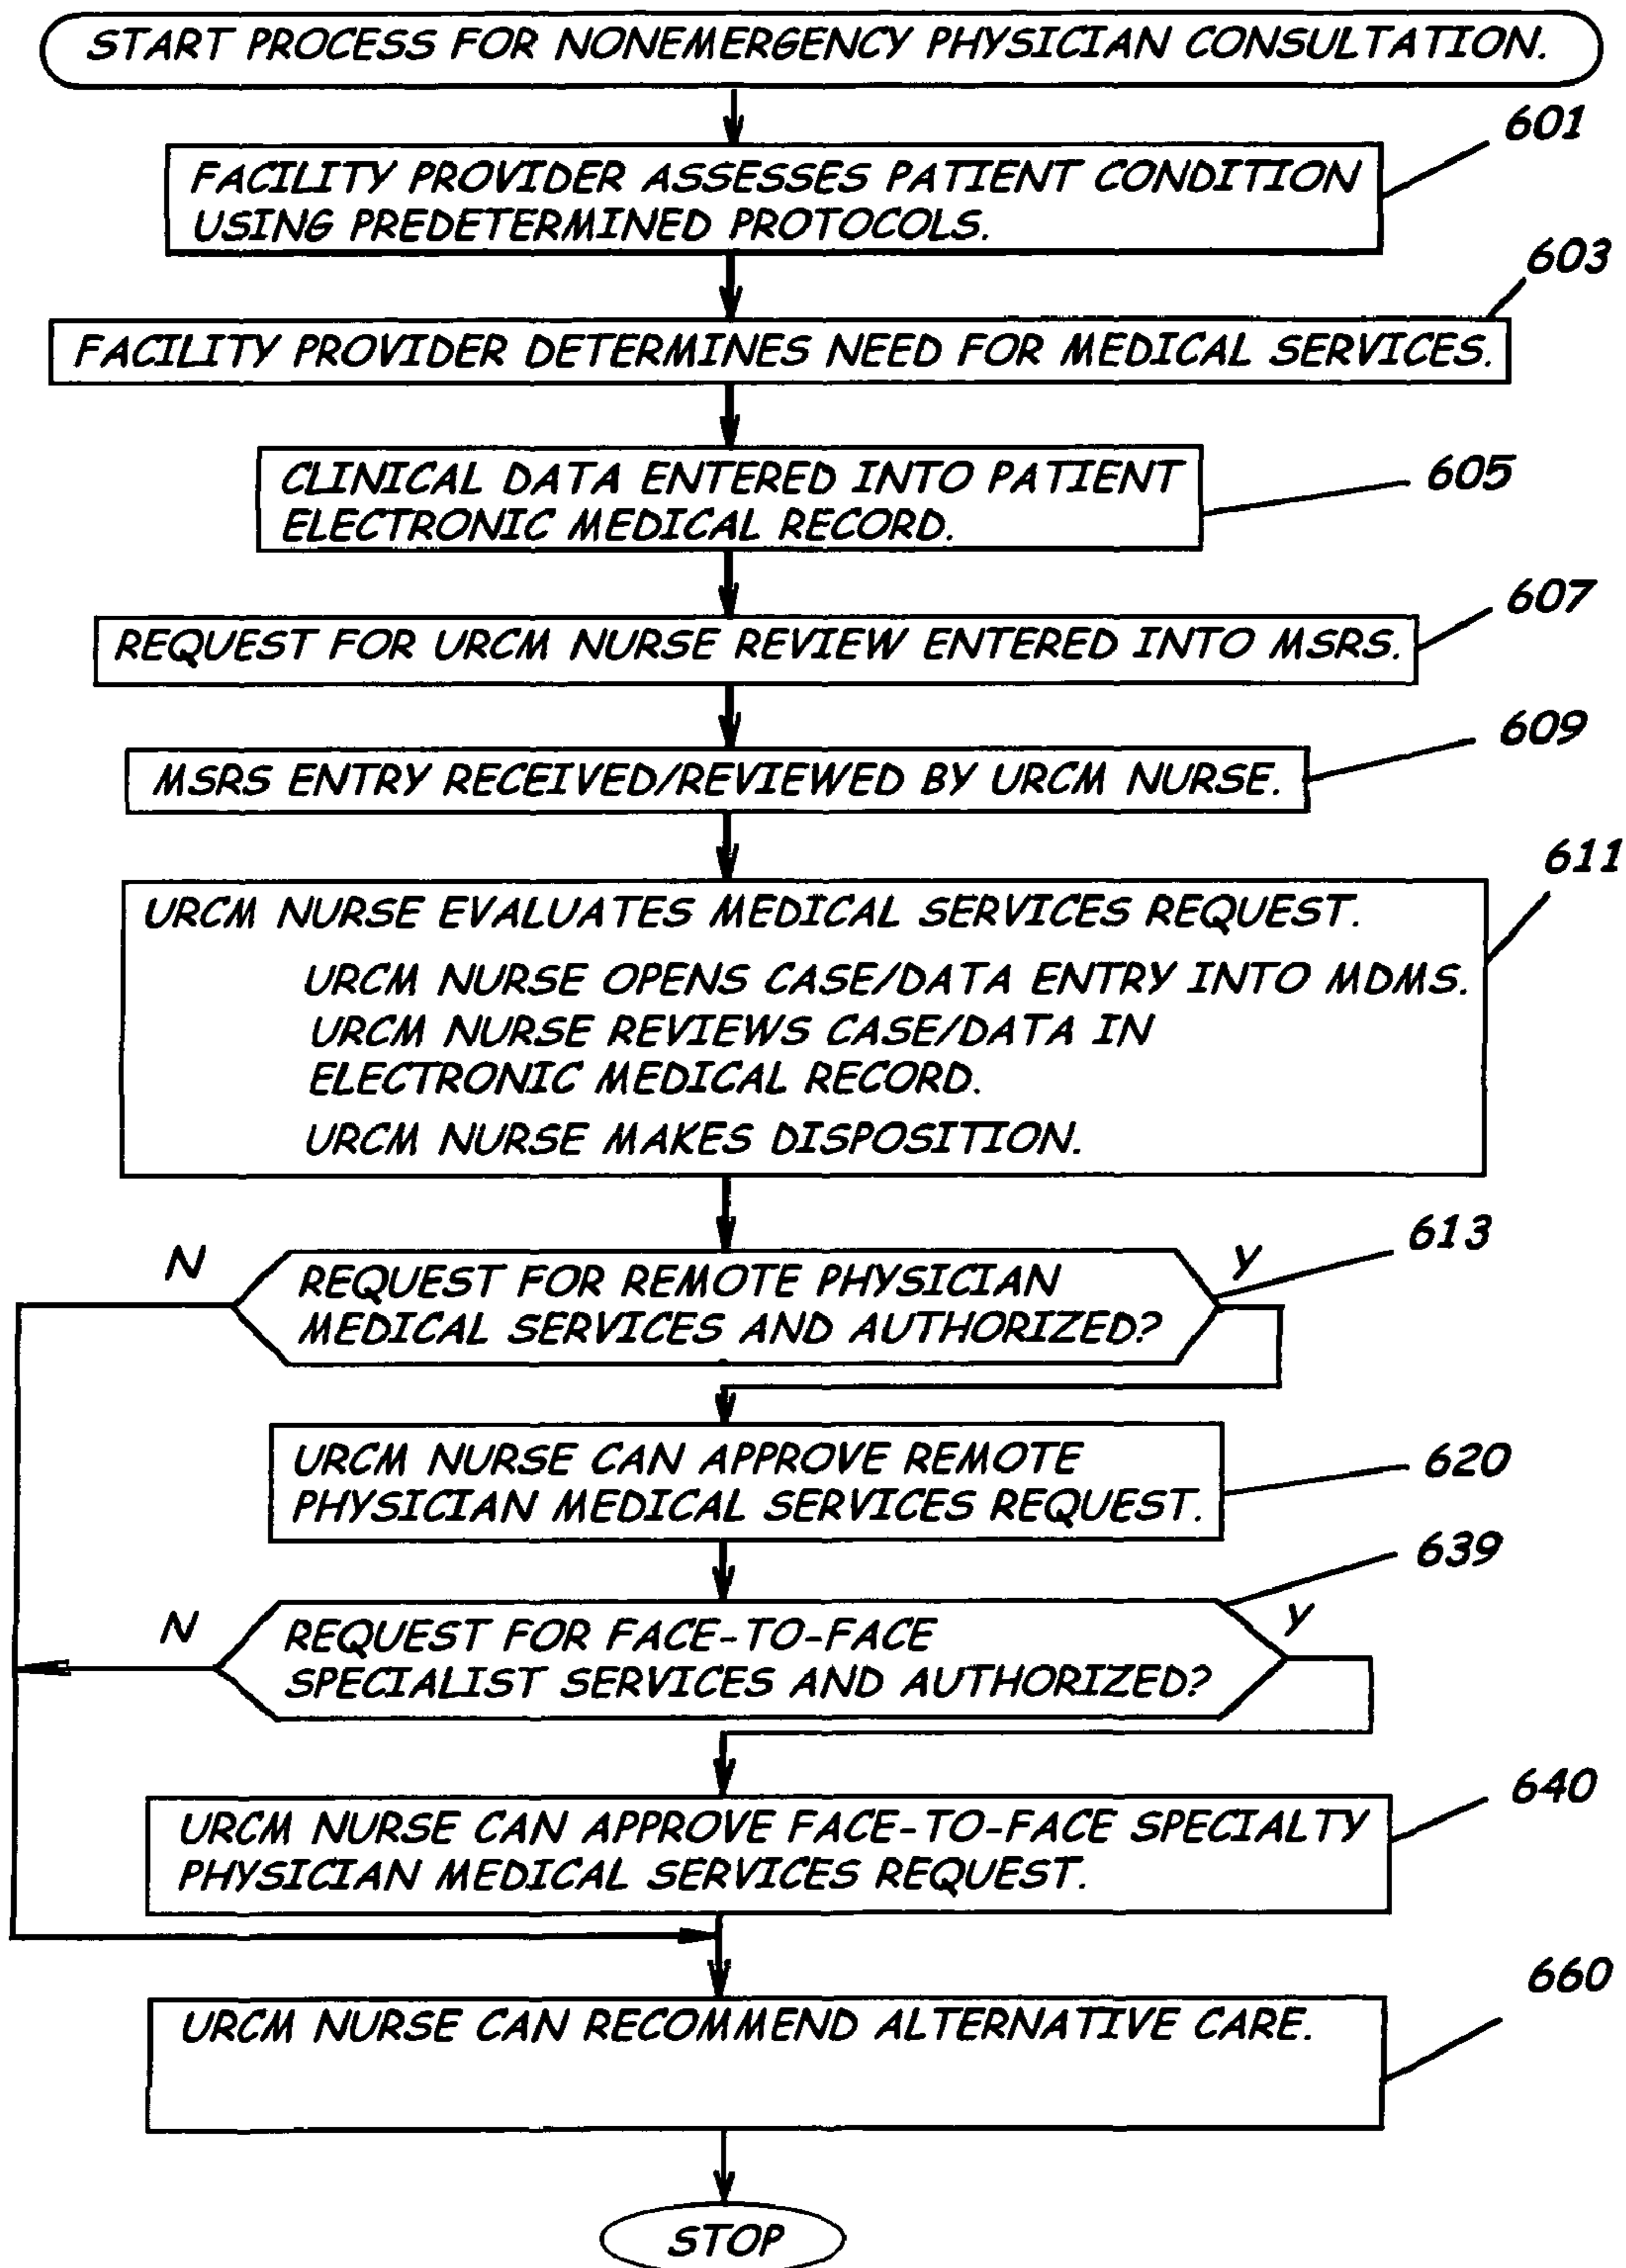 START PROCESS FOR NONEMERGENCY PHYSICIAN CONSULTATION.
601
FACILITY PROVIDER ASSESSES PATIENT CONDITION
USING PREDETERMINED PROTOCOLS.
603
FACILITY PROVIDER DETERMINES NEED FOR MEDICAL SERVICES.
CLINICAL DATA ENTERED INTO PATIENT
ELECTRONIC MEDICAL RECORD.
605
607
REQUEST FOR URCM NURSE REVIEW ENTERED INTO MSRS.
609
MSRS ENTRY RECEIVED/REVIEWED BY URCM NURSE.
611
URCM NURSE EVALUATES MEDICAL SERVICES REQUEST.
URCM NURSE OPENS CASE/DATA ENTRY INTO MDMS.
URCM NURSE REVIEWS CASE/DATA IN
ELECTRONIC MEDICAL RECORD.
URCM NURSE MAKES DISPOSITION.
613
N
Y
REQUEST FOR REMOTE PHYSICIAN
MEDICAL SERVICES AND AUTHORIZED?
URCM NURSE CAN APPROVE REMOTE
PHYSICIAN MEDICAL SERVICES REQUEST.
620
639
N
Y
REQUEST FOR FACE-TO-FACE
SPECIALIST SERVICES AND AUTHORIZED?
640
URCM NURSE CAN APPROVE FACE-TO-FACE SPECIALTY
PHYSICIAN MEDICAL SERVICES REQUEST.
660
URCM NURSE CAN RECOMMEND ALTERNATIVE CARE.
STOP